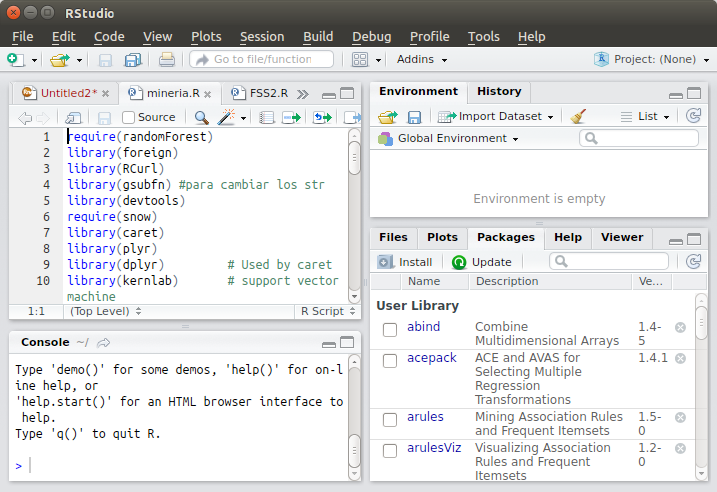 RStudio
File Edit Code View Plots Session Build Debug Profile Tools Help
Go to file/function Addins Project: (None)
Untitled2* mineria.R FSS2.R
Source
1 require(randomForest)
2 library(foreign)
3 library(RCurl)
4 library(gsubfn) #para cambiar los str
5 library(devtools)
6 require(snow)
7 library(caret)
8 library(plyr)
9 library(dplyr) # Used by caret
10 library(kernlab) # support vector
machine
1:1 (Top Level) R Script
Console ~/
Type 'demo()' for some demos, 'help()' for on-l
ine help, or
'help.start()' for an HTML browser interface to
help.
Type 'q()' to quit R.
>
Environment History
Import Dataset List
Global Environment
Environment is empty
Files Plots Packages Help Viewer
Install Update
Name Description Ve...
User Library
abind Combine 1.4-
Multidimensional Arrays 5
acepack ACE and AVAS for 1.4.1
Selecting Multiple
Regression
Transformations
arules Mining Association Rules 1.5-
and Frequent Itemsets 0
arulesViz Visualizing Association 1.2-
Rules and Frequent 0
Itemsets